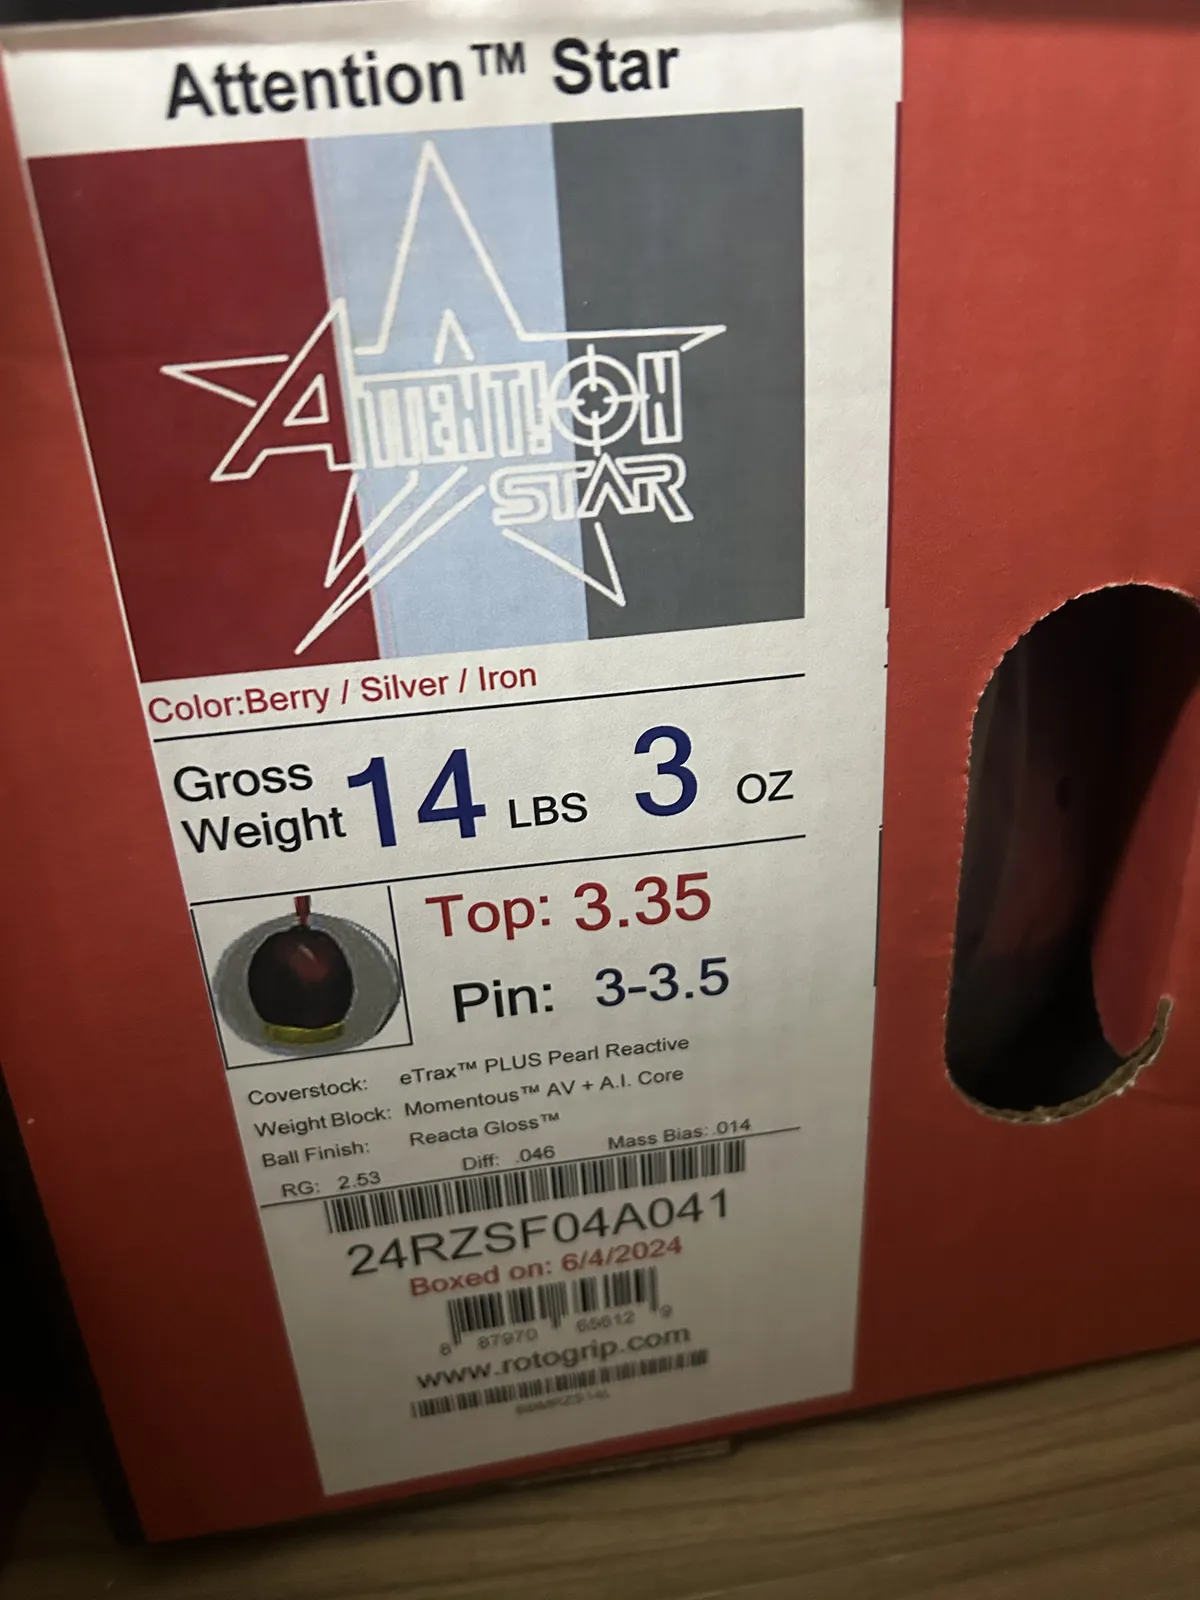 Attention™ Star
ATTENT!ON
STAR
Color:Berry / Silver / Iron
Gross
Weight 14 LBS 3 OZ
Top: 3.35
Pin: 3-3.5
Coverstock: eTrax™ PLUS Pearl Reactive
Weight Block: Momentous™ AV + A.I. Core
Ball Finish: Reacta Gloss™
RG: 2.53 Diff: .046 Mass Bias: .014
24RZSF04A041
Boxed on: 6/4/2024
8 87970 65612 9
www.rotogrip.com